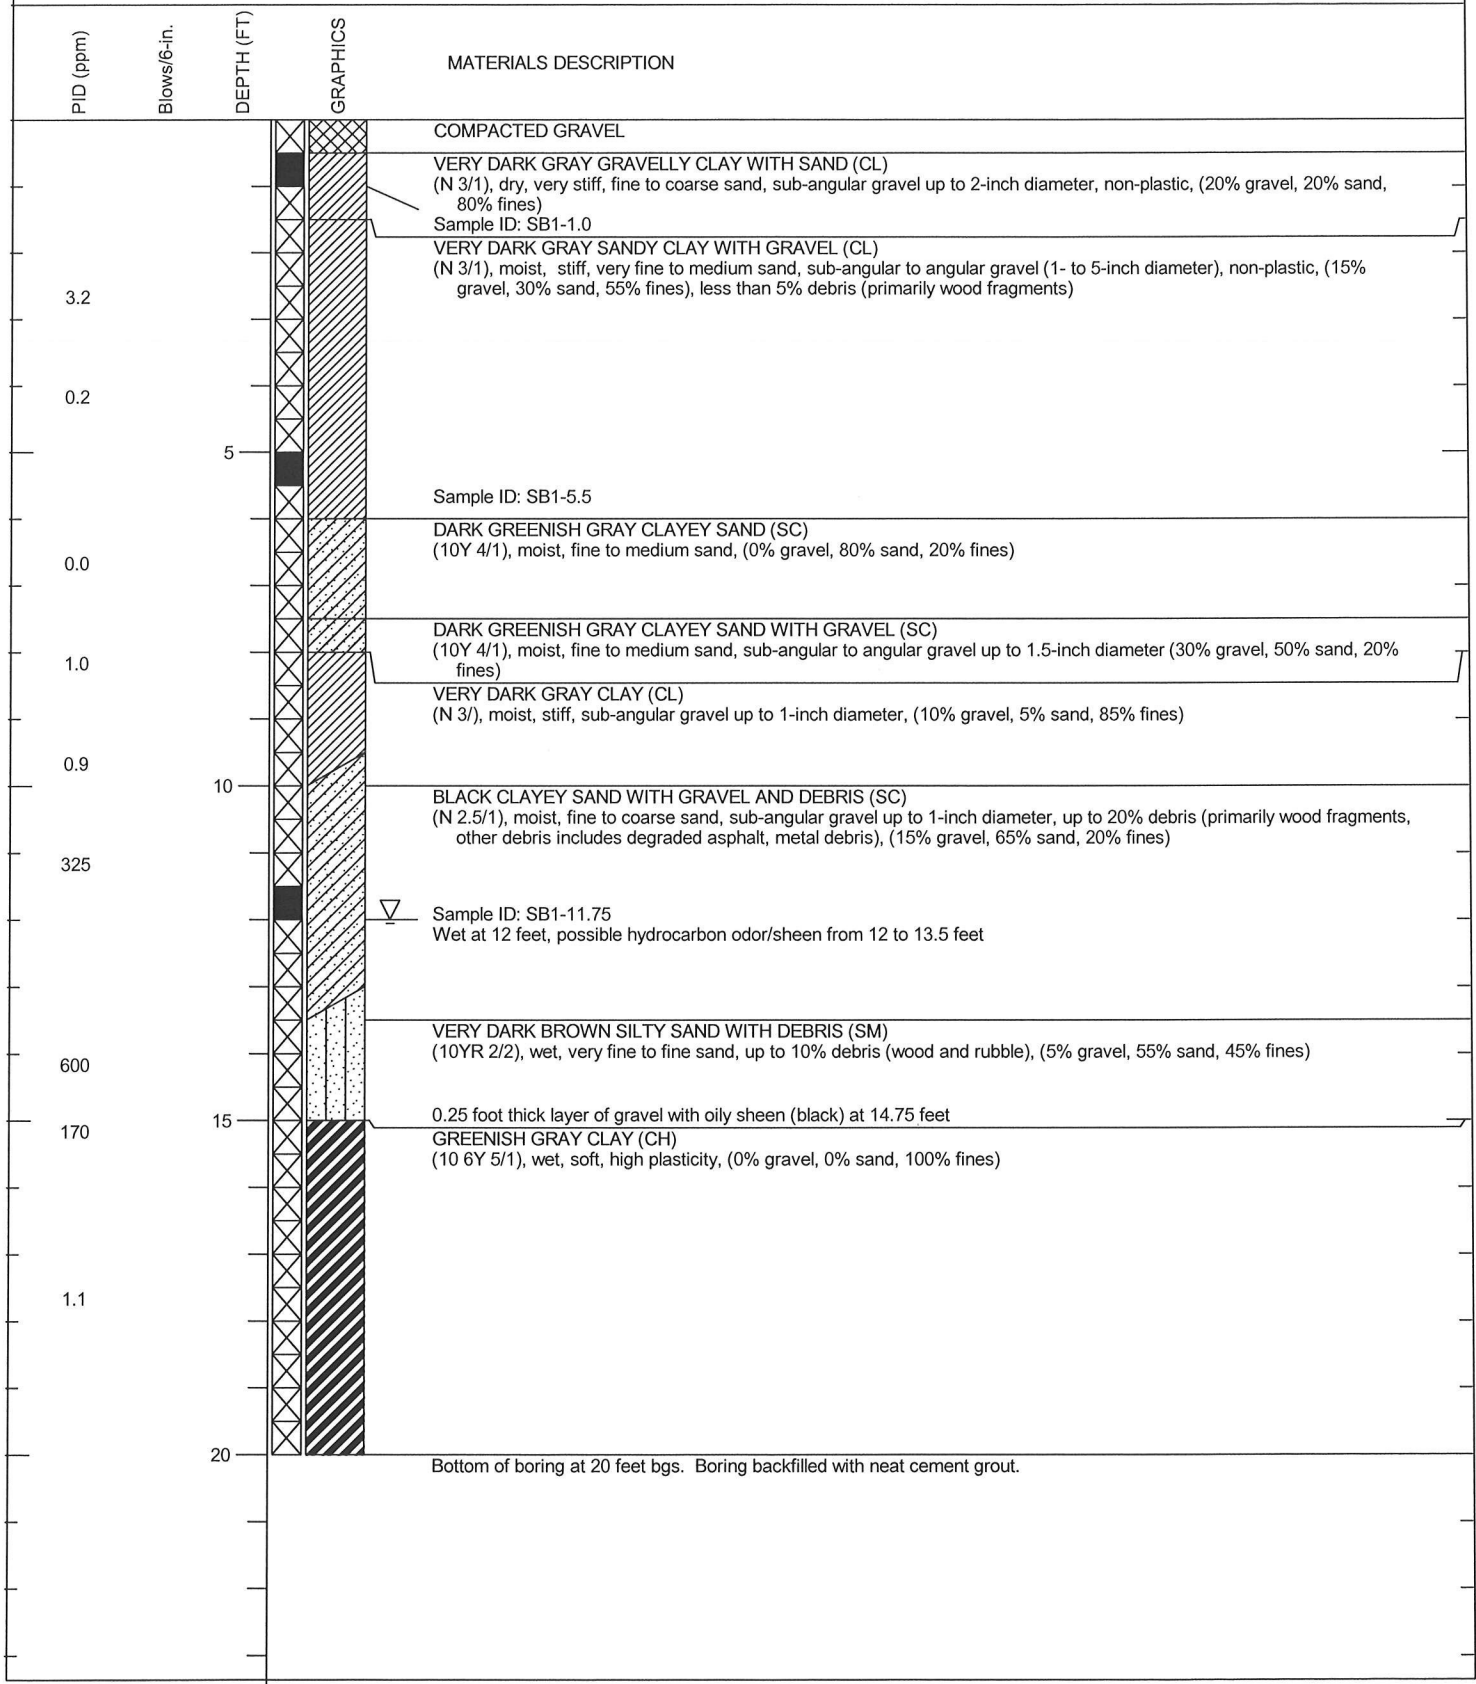 PID (ppm)
Blows/6-in.
DEPTH (FT)
GRAPHICS
MATERIALS DESCRIPTION
COMPACTED GRAVEL
VERY DARK GRAY GRAVELLY CLAY WITH SAND (CL)
(N 3/1), dry, very stiff, fine to coarse sand, sub-angular gravel up to 2-inch diameter, non-plastic, (20% gravel, 20% sand,
80% fines)
Sample ID: SB1-1.0
VERY DARK GRAY SANDY CLAY WITH GRAVEL (CL)
(N 3/1), moist, stiff, very fine to medium sand, sub-angular to angular gravel (1- to 5-inch diameter), non-plastic, (15%
gravel, 30% sand, 55% fines), less than 5% debris (primarily wood fragments)
3.2
0.2
5
Sample ID: SB1-5.5
DARK GREENISH GRAY CLAYEY SAND (SC)
(10Y 4/1), moist, fine to medium sand, (0% gravel, 80% sand, 20% fines)
0.0
DARK GREENISH GRAY CLAYEY SAND WITH GRAVEL (SC)
(10Y 4/1), moist, fine to medium sand, sub-angular to angular gravel up to 1.5-inch diameter (30% gravel, 50% sand, 20%
fines)
1.0
VERY DARK GRAY CLAY (CL)
(N 3/), moist, stiff, sub-angular gravel up to 1-inch diameter, (10% gravel, 5% sand, 85% fines)
0.9
10
BLACK CLAYEY SAND WITH GRAVEL AND DEBRIS (SC)
(N 2.5/1), moist, fine to coarse sand, sub-angular gravel up to 1-inch diameter, up to 20% debris (primarily wood fragments,
other debris includes degraded asphalt, metal debris), (15% gravel, 65% sand, 20% fines)
325
Sample ID: SB1-11.75
Wet at 12 feet, possible hydrocarbon odor/sheen from 12 to 13.5 feet
VERY DARK BROWN SILTY SAND WITH DEBRIS (SM)
(10YR 2/2), wet, very fine to fine sand, up to 10% debris (wood and rubble), (5% gravel, 55% sand, 45% fines)
600
0.25 foot thick layer of gravel with oily sheen (black) at 14.75 feet
15
170
GREENISH GRAY CLAY (CH)
(10 6Y 5/1), wet, soft, high plasticity, (0% gravel, 0% sand, 100% fines)
1.1
20
Bottom of boring at 20 feet bgs. Boring backfilled with neat cement grout.